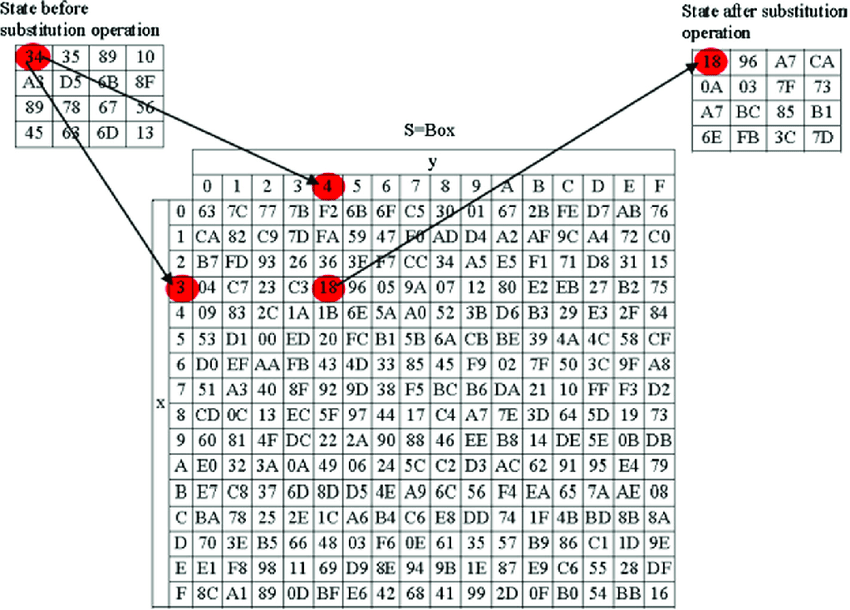 State before
substitution operation
34 35 89 10
A3 D5 6B 8F
89 78 67 56
45 63 6D 13
State after substitution
operation
18 96 A7 CA
0A 03 7F 73
A7 BC 85 B1
6E FB 3C 7D
S=Box
y
0 1 2 3 4 5 6 7 8 9 A B C D E F
0 63 7C 77 7B F2 6B 6F C5 30 01 67 2B FE D7 AB 76
1 CA 82 C9 7D FA 59 47 F0 AD D4 A2 AF 9C A4 72 C0
2 B7 FD 93 26 36 3F F7 CC 34 A5 E5 F1 71 D8 31 15
3 04 C7 23 C3 18 96 05 9A 07 12 80 E2 EB 27 B2 75
4 09 83 2C 1A 1B 6E 5A A0 52 3B D6 B3 29 E3 2F 84
5 53 D1 00 ED 20 FC B1 5B 6A CB BE 39 4A 4C 58 CF
6 D0 EF AA FB 43 4D 33 85 45 F9 02 7F 50 3C 9F A8
7 51 A3 40 8F 92 9D 38 F5 BC B6 DA 21 10 FF F3 D2
x
8 CD 0C 13 EC 5F 97 44 17 C4 A7 7E 3D 64 5D 19 73
9 60 81 4F DC 22 2A 90 88 46 EE B8 14 DE 5E 0B DB
A E0 32 3A 0A 49 06 24 5C C2 D3 AC 62 91 95 E4 79
B E7 C8 37 6D 8D D5 4E A9 6C 56 F4 EA 65 7A AE 08
C BA 78 25 2E 1C A6 B4 C6 E8 DD 74 1F 4B BD 8B 8A
D 70 3E B5 66 48 03 F6 0E 61 35 57 B9 86 C1 1D 9E
E E1 F8 98 11 69 D9 8E 94 9B 1E 87 E9 C6 55 28 DF
F 8C A1 89 0D BF E6 42 68 41 99 2D 0F B0 54 BB 16